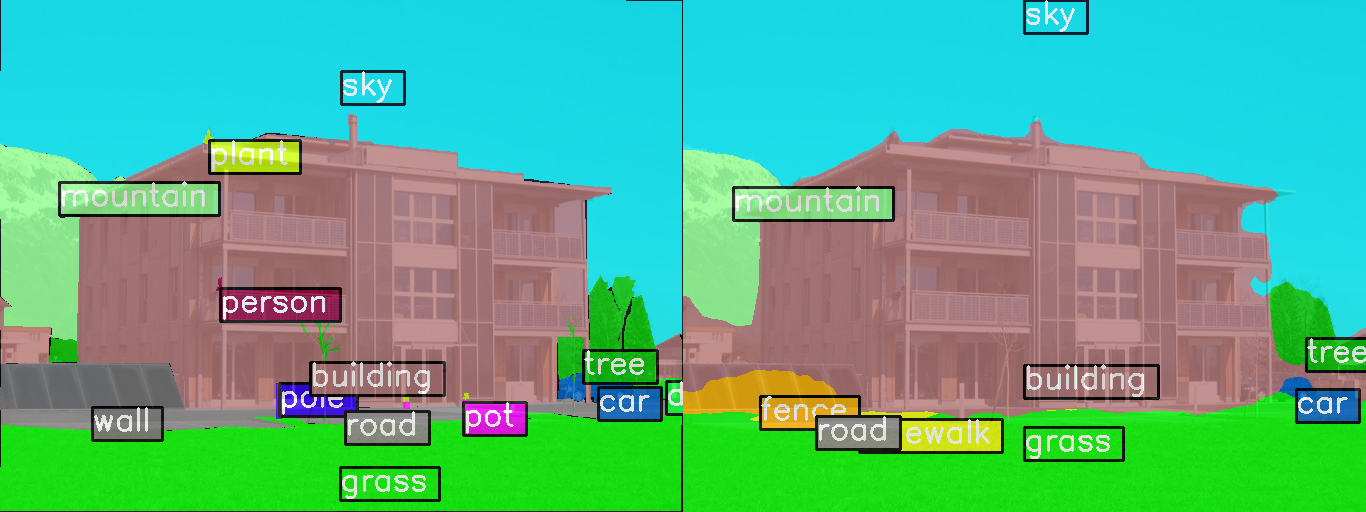 sky
plant
mountain
person
building
pole
tree
car
d
wall
road
pot
grass
sky
mountain
building
tree
car
fence
road
ewalk
grass